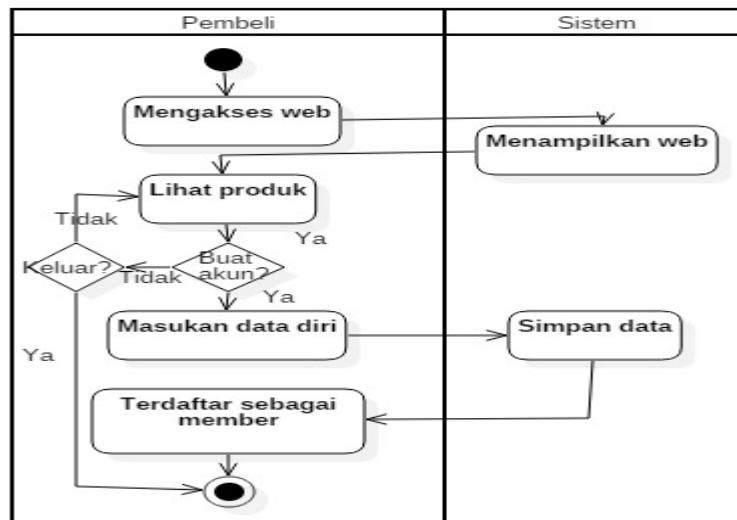 Pembeli
Sistem
Mengakses web
Menampilkan web
Lihat produk
Tidak
Ya
Keluar?
Tidak
Buat
akun?
Ya
Masukan data diri
Simpan data
Ya
Terdaftar sebagai
member